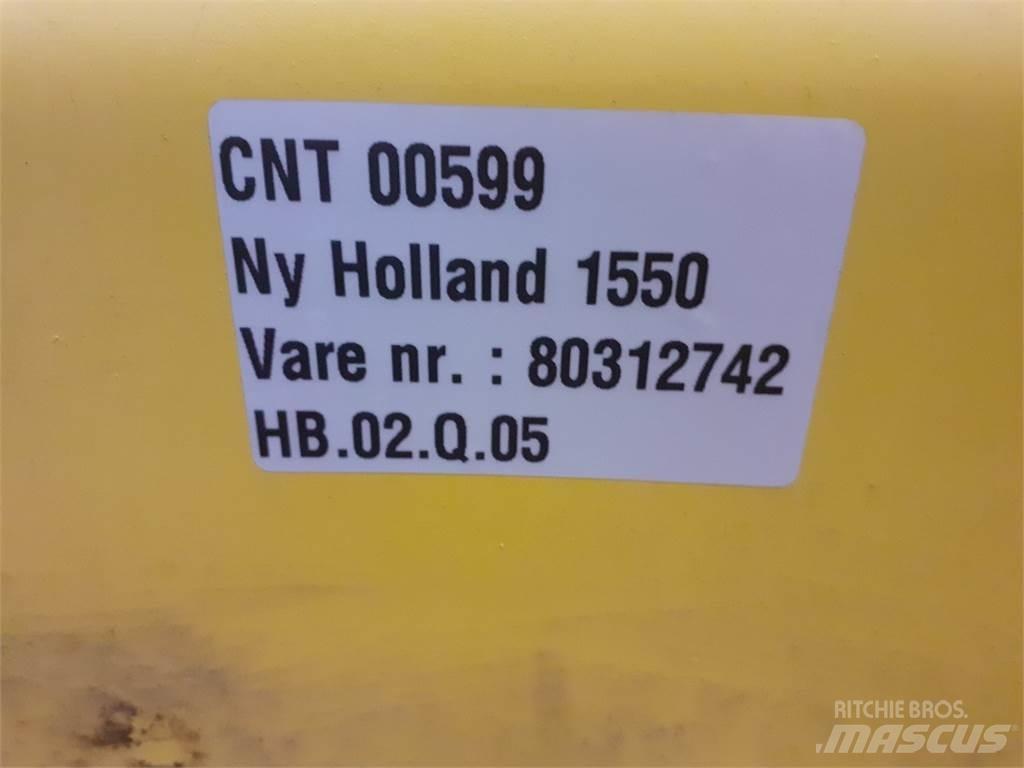 CNT 00599
Ny Holland 1550
Vare nr. : 80312742
HB.02.Q.05
RITCHIE BROS.
MASCUS